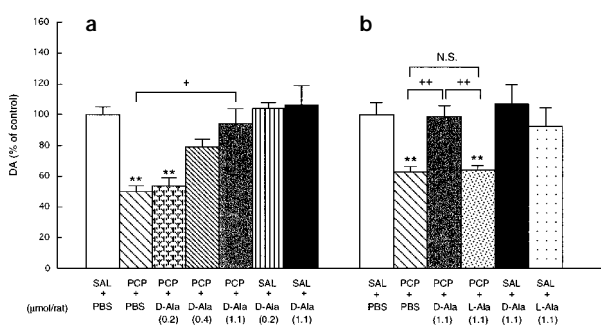 a
b
DA (% of control)
160
140
120
100
80
60
40
20
0
+
**
**
N.S.
++
++
**
**
SAL PCP PCP PCP PCP SAL SAL
+ + + + + + +
PBS PBS D-Ala D-Ala D-Ala D-Ala D-Ala
(μmol/rat)
(0.2) (0.4) (1.1) (0.2) (1.1)
SAL PCP PCP PCP SAL SAL
+ + + + + +
PBS PBS D-Ala L-Ala D-Ala L-Ala
(1.1) (1.1) (1.1) (1.1)